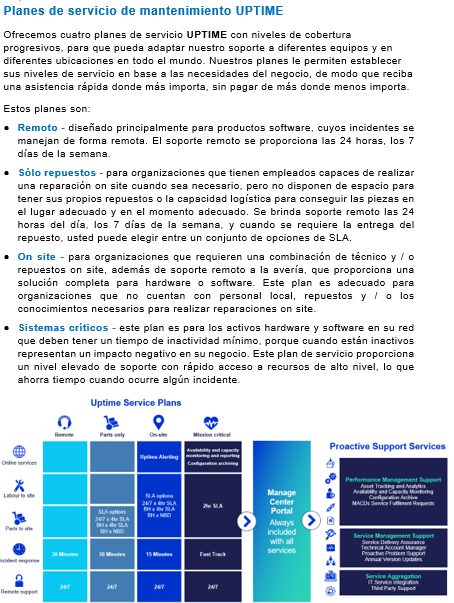 Planes de servicio de mantenimiento UPTIME
Ofrecemos cuatro planes de servicio UPTIME con niveles de cobertura
progresivos, para que pueda adaptar nuestro soporte a diferentes equipos y en
diferentes ubicaciones en todo el mundo. Nuestros planes le permiten establecer
sus niveles de servicio en base a las necesidades del negocio, de modo que reciba
una asistencia rápida donde más importa, sin pagar de más donde menos importa.
Estos planes son:
● Remoto - diseñado principalmente para productos software, cuyos incidentes se
manejan de forma remota. El soporte remoto se proporciona las 24 horas, los 7
días de la semana.
● Sólo repuestos - para organizaciones que tienen empleados capaces de realizar
una reparación on site cuando sea necesario, pero no disponen de espacio para
tener sus propios repuestos o la capacidad logística para conseguir las piezas en
el lugar adecuado y en el momento adecuado. Se brinda soporte remoto las 24
horas del día, los 7 días de la semana, y cuando se requiere la entrega del
repuesto, usted puede elegir entre un conjunto de opciones de SLA.
● On site - para organizaciones que requieren una combinación de técnico y / o
repuestos on site, además de soporte remoto a la avería, que proporciona una
solución completa para hardware o software. Este plan es adecuado para
organizaciones que no cuentan con personal local, repuestos y / o los
conocimientos necesarios para realizar reparaciones on site.
● Sistemas críticos - este plan es para los activos hardware y software en su red
que deben tener un tiempo de inactividad mínimo, porque cuando están inactivos
representan un impacto negativo en su negocio. Este plan de servicio proporciona
un nivel elevado de soporte con rápido acceso a recursos de alto nivel, lo que
ahorra tiempo cuando ocurre algún incidente.
Uptime Service Plans
Remote Parts only On-site Mission critical
Online services
Uptime Alerting
Availability and capacity
monitoring and reporting
Configuration archiving
Labour to site
Parts to site
SLA options
24/7 x 4hr SLA
BH x 4hr SLA
BH x NBD
SLA options
24/7 x 4hr SLA
BH x 4hr SLA
BH x NBD
2hr SLA
Incident response
30 Minutes 30 Minutes 15 Minutes Fast Track
Remote support
24/7 24/7 24/7 24/7
Manage
Center
Portal
Always
included
with all
services
Proactive Support Services
Performance Management Support
Asset Tracking and Analytics
Availability and Capacity Monitoring
Configuration Archive
MACDs Service Fulfilment Requests
Service Management Support
Service Delivery Assurance
Technical Account Manager
Proactive Problem Support
Annual Version Updates
Service Aggregation
IT Service Integration
Third Party Support